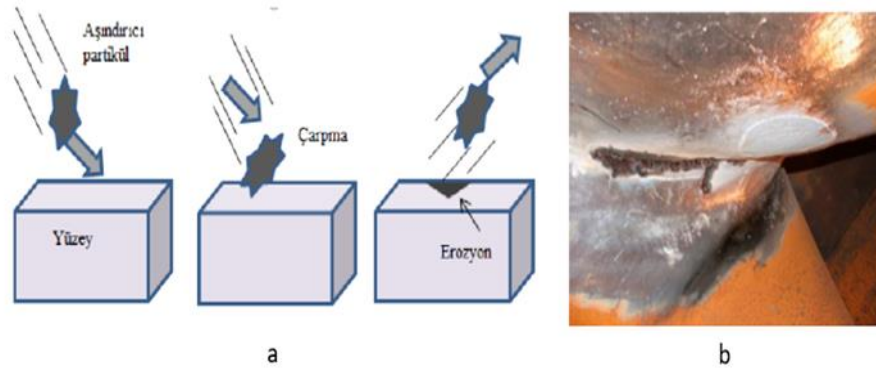 Aşındırıcı
partikül
Çarpma
Yüzey
Erozyon
a
b